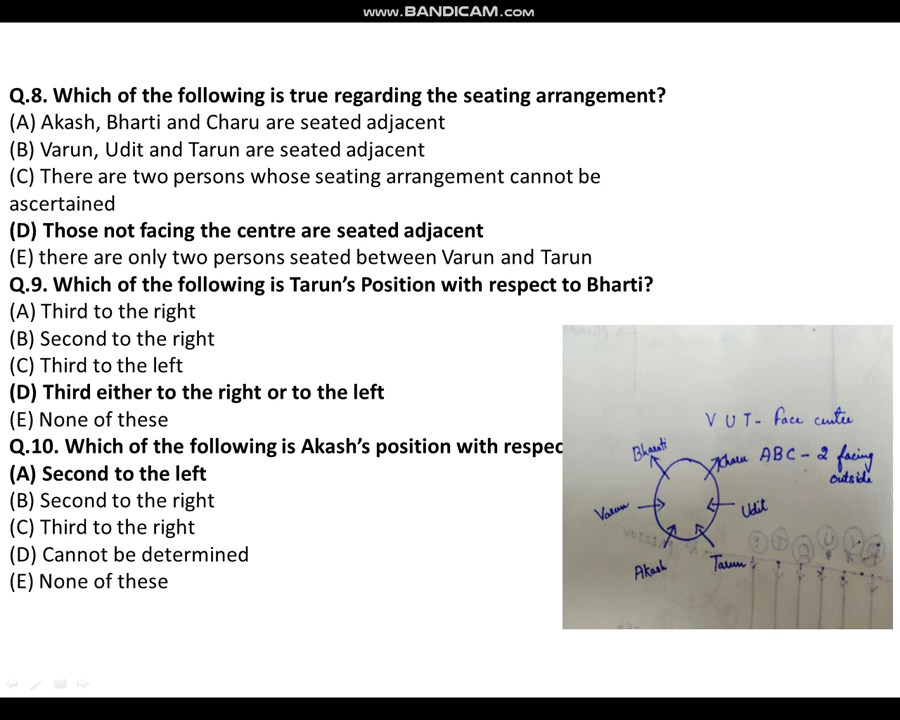 www.BANDICAM.com
Q.8. Which of the following is true regarding the seating arrangement?
(A) Akash, Bharti and Charu are seated adjacent
(B) Varun, Udit and Tarun are seated adjacent
(C) There are two persons whose seating arrangement cannot be
ascertained
(D) Those not facing the centre are seated adjacent
(E) there are only two persons seated between Varun and Tarun
Q.9. Which of the following is Tarun's Position with respect to Bharti?
(A) Third to the right
(B) Second to the right
(C) Third to the left
(D) Third either to the right or to the left
(E) None of these
Q.10. Which of the following is Akash's position with respec
(A) Second to the left
(B) Second to the right
(C) Third to the right
(D) Cannot be determined
(E) None of these
V U T - Face centre
Bharati
Charu
ABC - 2 facing
outside
Varun
Udit
Akash
Tarun